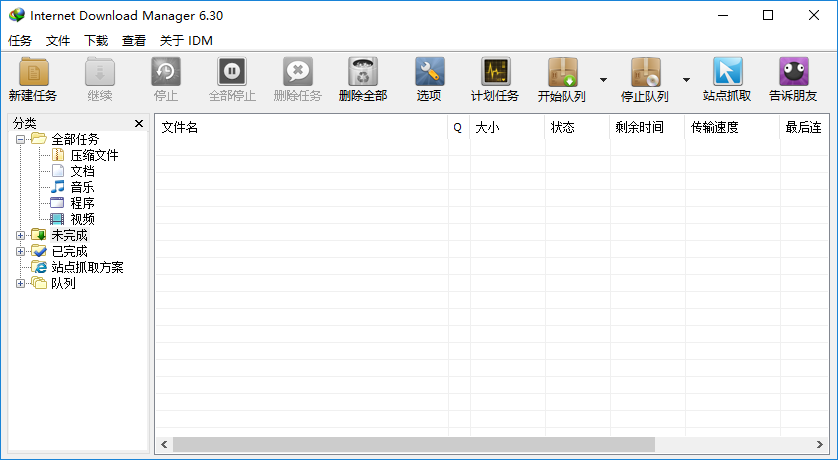 Internet Download Manager 6.30
任务 文件 下载 查看 关于 IDM
新建任务 继续 停止 全部停止 删除任务 删除全部 选项 计划任务 开始队列 停止队列 站点抓取 告诉朋友
分类
全部任务
压缩文件
文档
音乐
程序
视频
未完成
已完成
站点抓取方案
队列
文件名 Q 大小 状态 剩余时间 传输速度 最后连